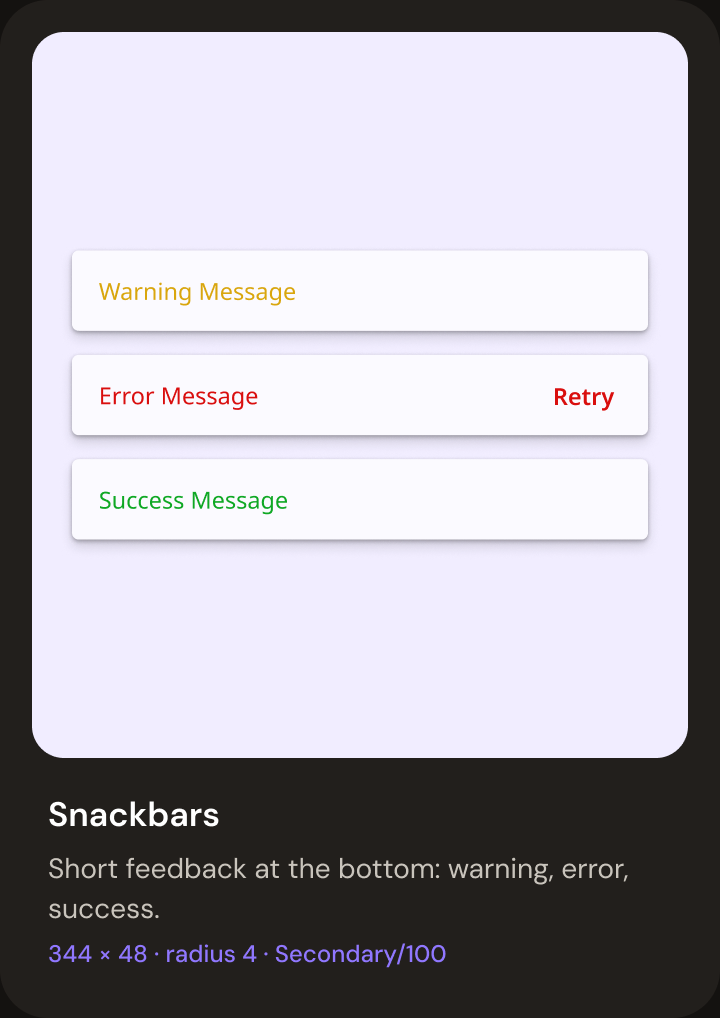 Warning Message
Error Message
Retry
Success Message
Snackbars
Short feedback at the bottom: warning, error,
success.
344 × 48 · radius 4 · Secondary/100